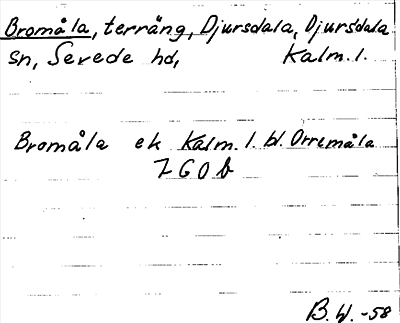 Bromåla, terräng, Djursdala, Djursdala
sn, Sevede hd, Kalm. l.
Bromåla ek Kalm. l. bl. Orremåla
7 G 0 b
B. W. -58